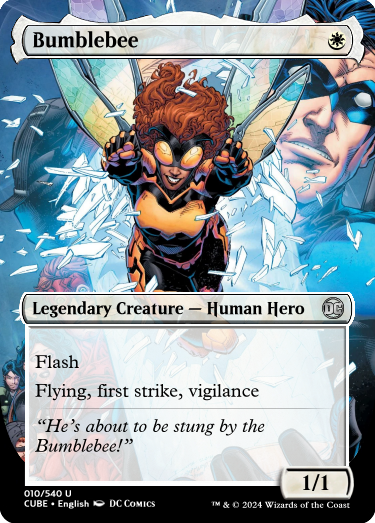 Bumblebee
Legendary Creature — Human Hero
DC
Flash
Flying, first strike, vigilance
“He’s about to be stung by the
Bumblebee!”
1/1
010/540 U
CUBE • English DC Comics
™ & © 2024 Wizards of the Coast